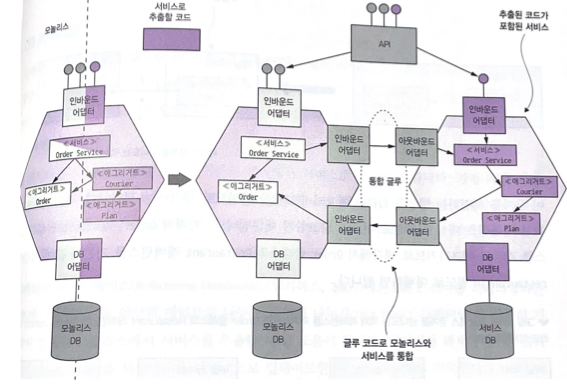 모놀리스
서비스로
추출할 코드
추출된 코드가
포함된 서비스
API
인바운드
어댑터
≪서비스≫
Order Service
≪애그리거트≫
Courier
≪애그리거트≫
Order
≪애그리거트≫
Plan
DB
어댑터
모놀리스
DB
인바운드
어댑터
≪서비스≫
Order Service
≪애그리거트≫
Order
DB
어댑터
모놀리스
DB
인바운드
어댑터
아웃바운드
어댑터
통합 글루
인바운드
어댑터
아웃바운드
어댑터
글루 코드로 모놀리스와
서비스를 통합
인바운드
어댑터
≪서비스≫
Order Service
≪애그리거트≫
Courier
≪애그리거트≫
Plan
DB
어댑터
서비스
DB